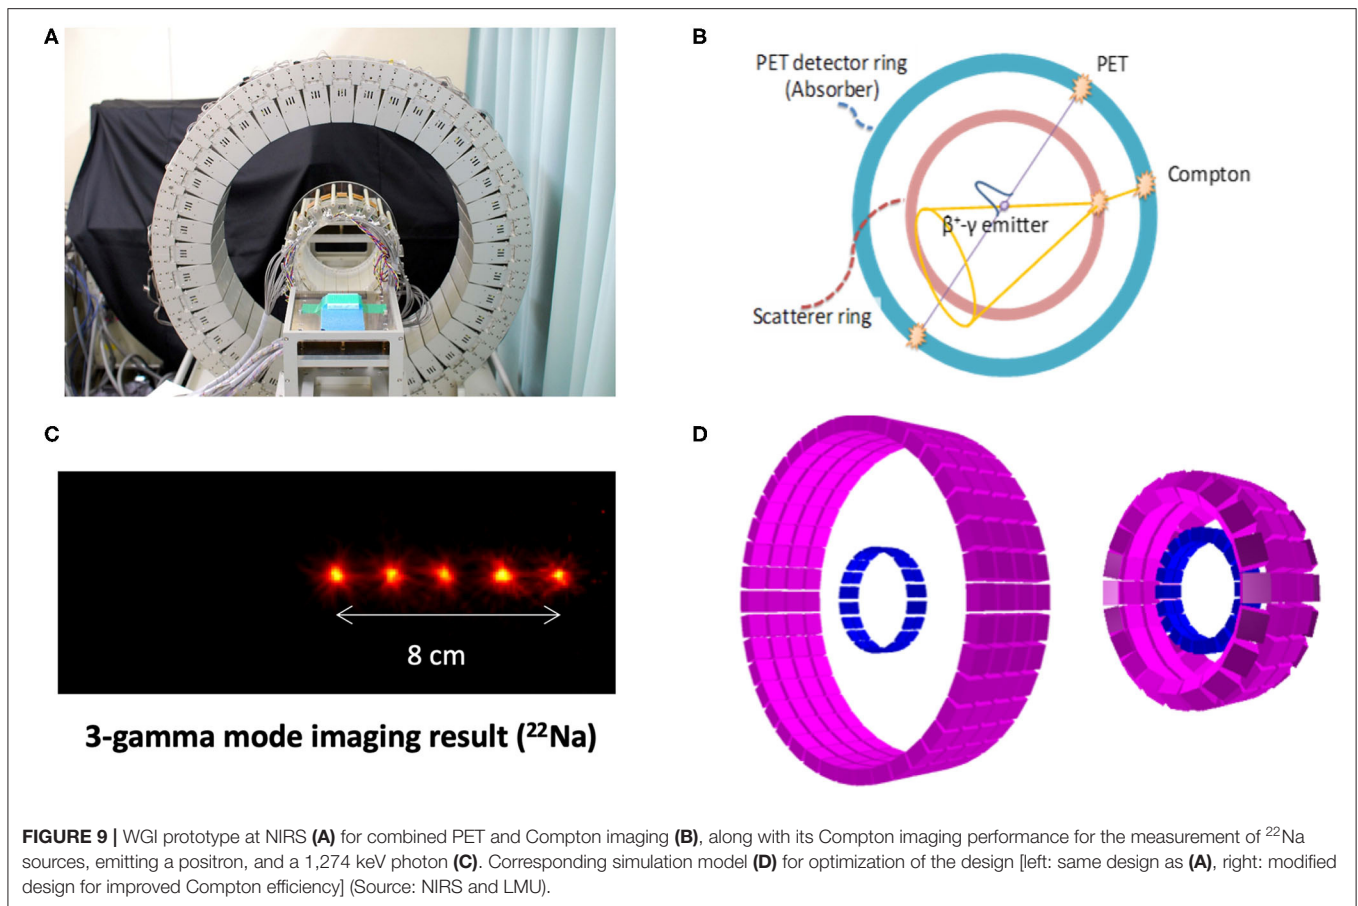 A
B
PET detector ring
(Absorber)
PET
Compton
β⁺-γ emitter
Scatterer ring
C
D
8 cm
3-gamma mode imaging result (²²Na)
FIGURE 9 | WGI prototype at NIRS (A) for combined PET and Compton imaging (B), along with its Compton imaging performance for the measurement of ²²Na
sources, emitting a positron, and a 1,274 keV photon (C). Corresponding simulation model (D) for optimization of the design [left: same design as (A), right: modified
design for improved Compton efficiency] (Source: NIRS and LMU).